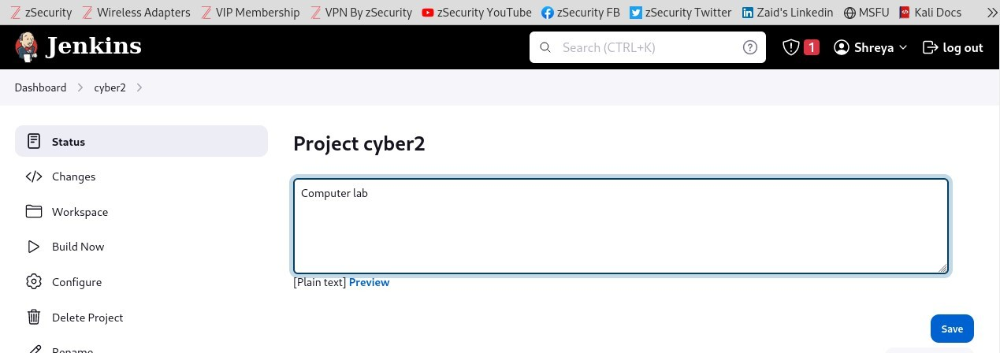 zSecurity Wireless Adapters VIP Membership VPN By zSecurity zSecurity YouTube zSecurity FB zSecurity Twitter Zaid's Linkedin MSFU Kali Docs
Jenkins Search (CTRL+K) 1 Shreya log out
Dashboard cyber2
Status
Changes
Workspace
Build Now
Configure
Delete Project
Rename
Project cyber2
Computer lab
[Plain text] Preview
Save